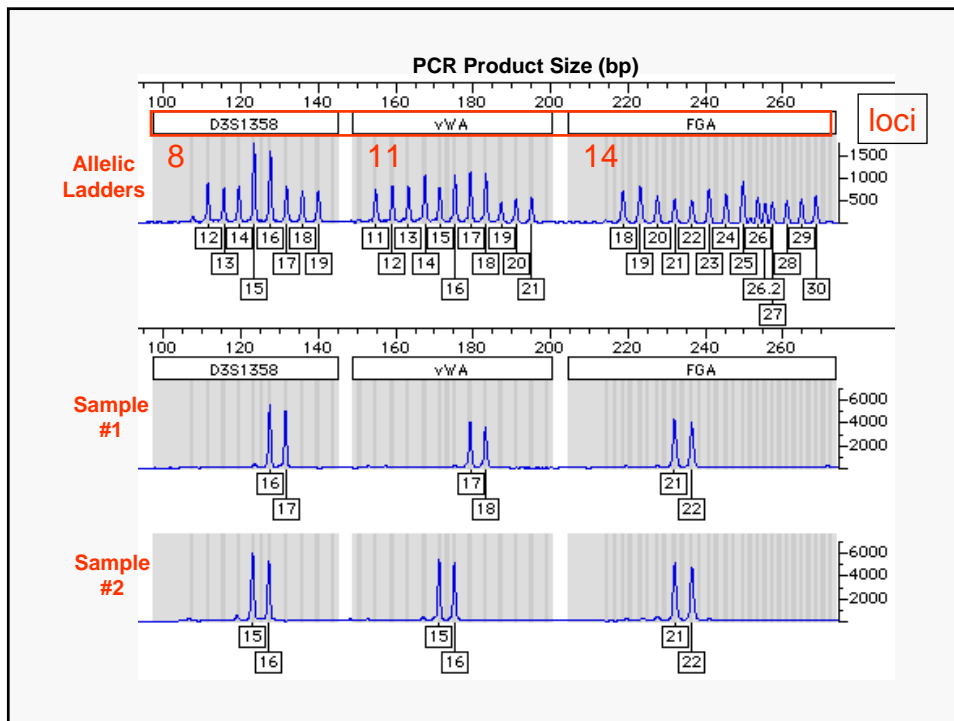 PCR Product Size (bp)
100 120 140 160 180 200 220 240 260
D3S1358 vWA FGA loci
Allelic Ladders
8 11 14
1500
1000
500
12 14 16 18 11 13 15 17 19 18 20 22 24 26 29
13 17 19 12 14 18 20 19 21 23 25 28
15 16 21 26.2 30
27
100 120 140 160 180 200 220 240 260
D3S1358 vWA FGA
Sample #1
6000
4000
2000
16 17 21
17 18 22
Sample #2
6000
4000
2000
15 15 21
16 16 22